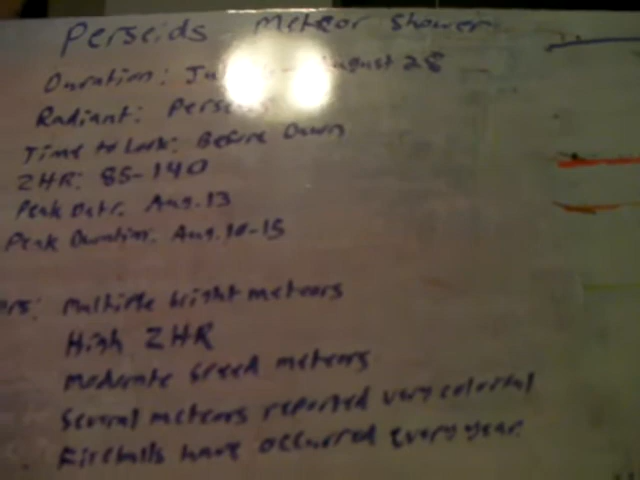 Perseids Meteor Shower
Duration: Ju August 28
Radiant: Perse
Time to Look: Before Dawn
ZHR: 85-140
Peak Date: Aug. 13
Peak Duration: Aug. 10-15
Multiple bright meteors
High ZHR
Moderate speed meteors
Several meteors reported very colorful
Fireballs have occurred every year.